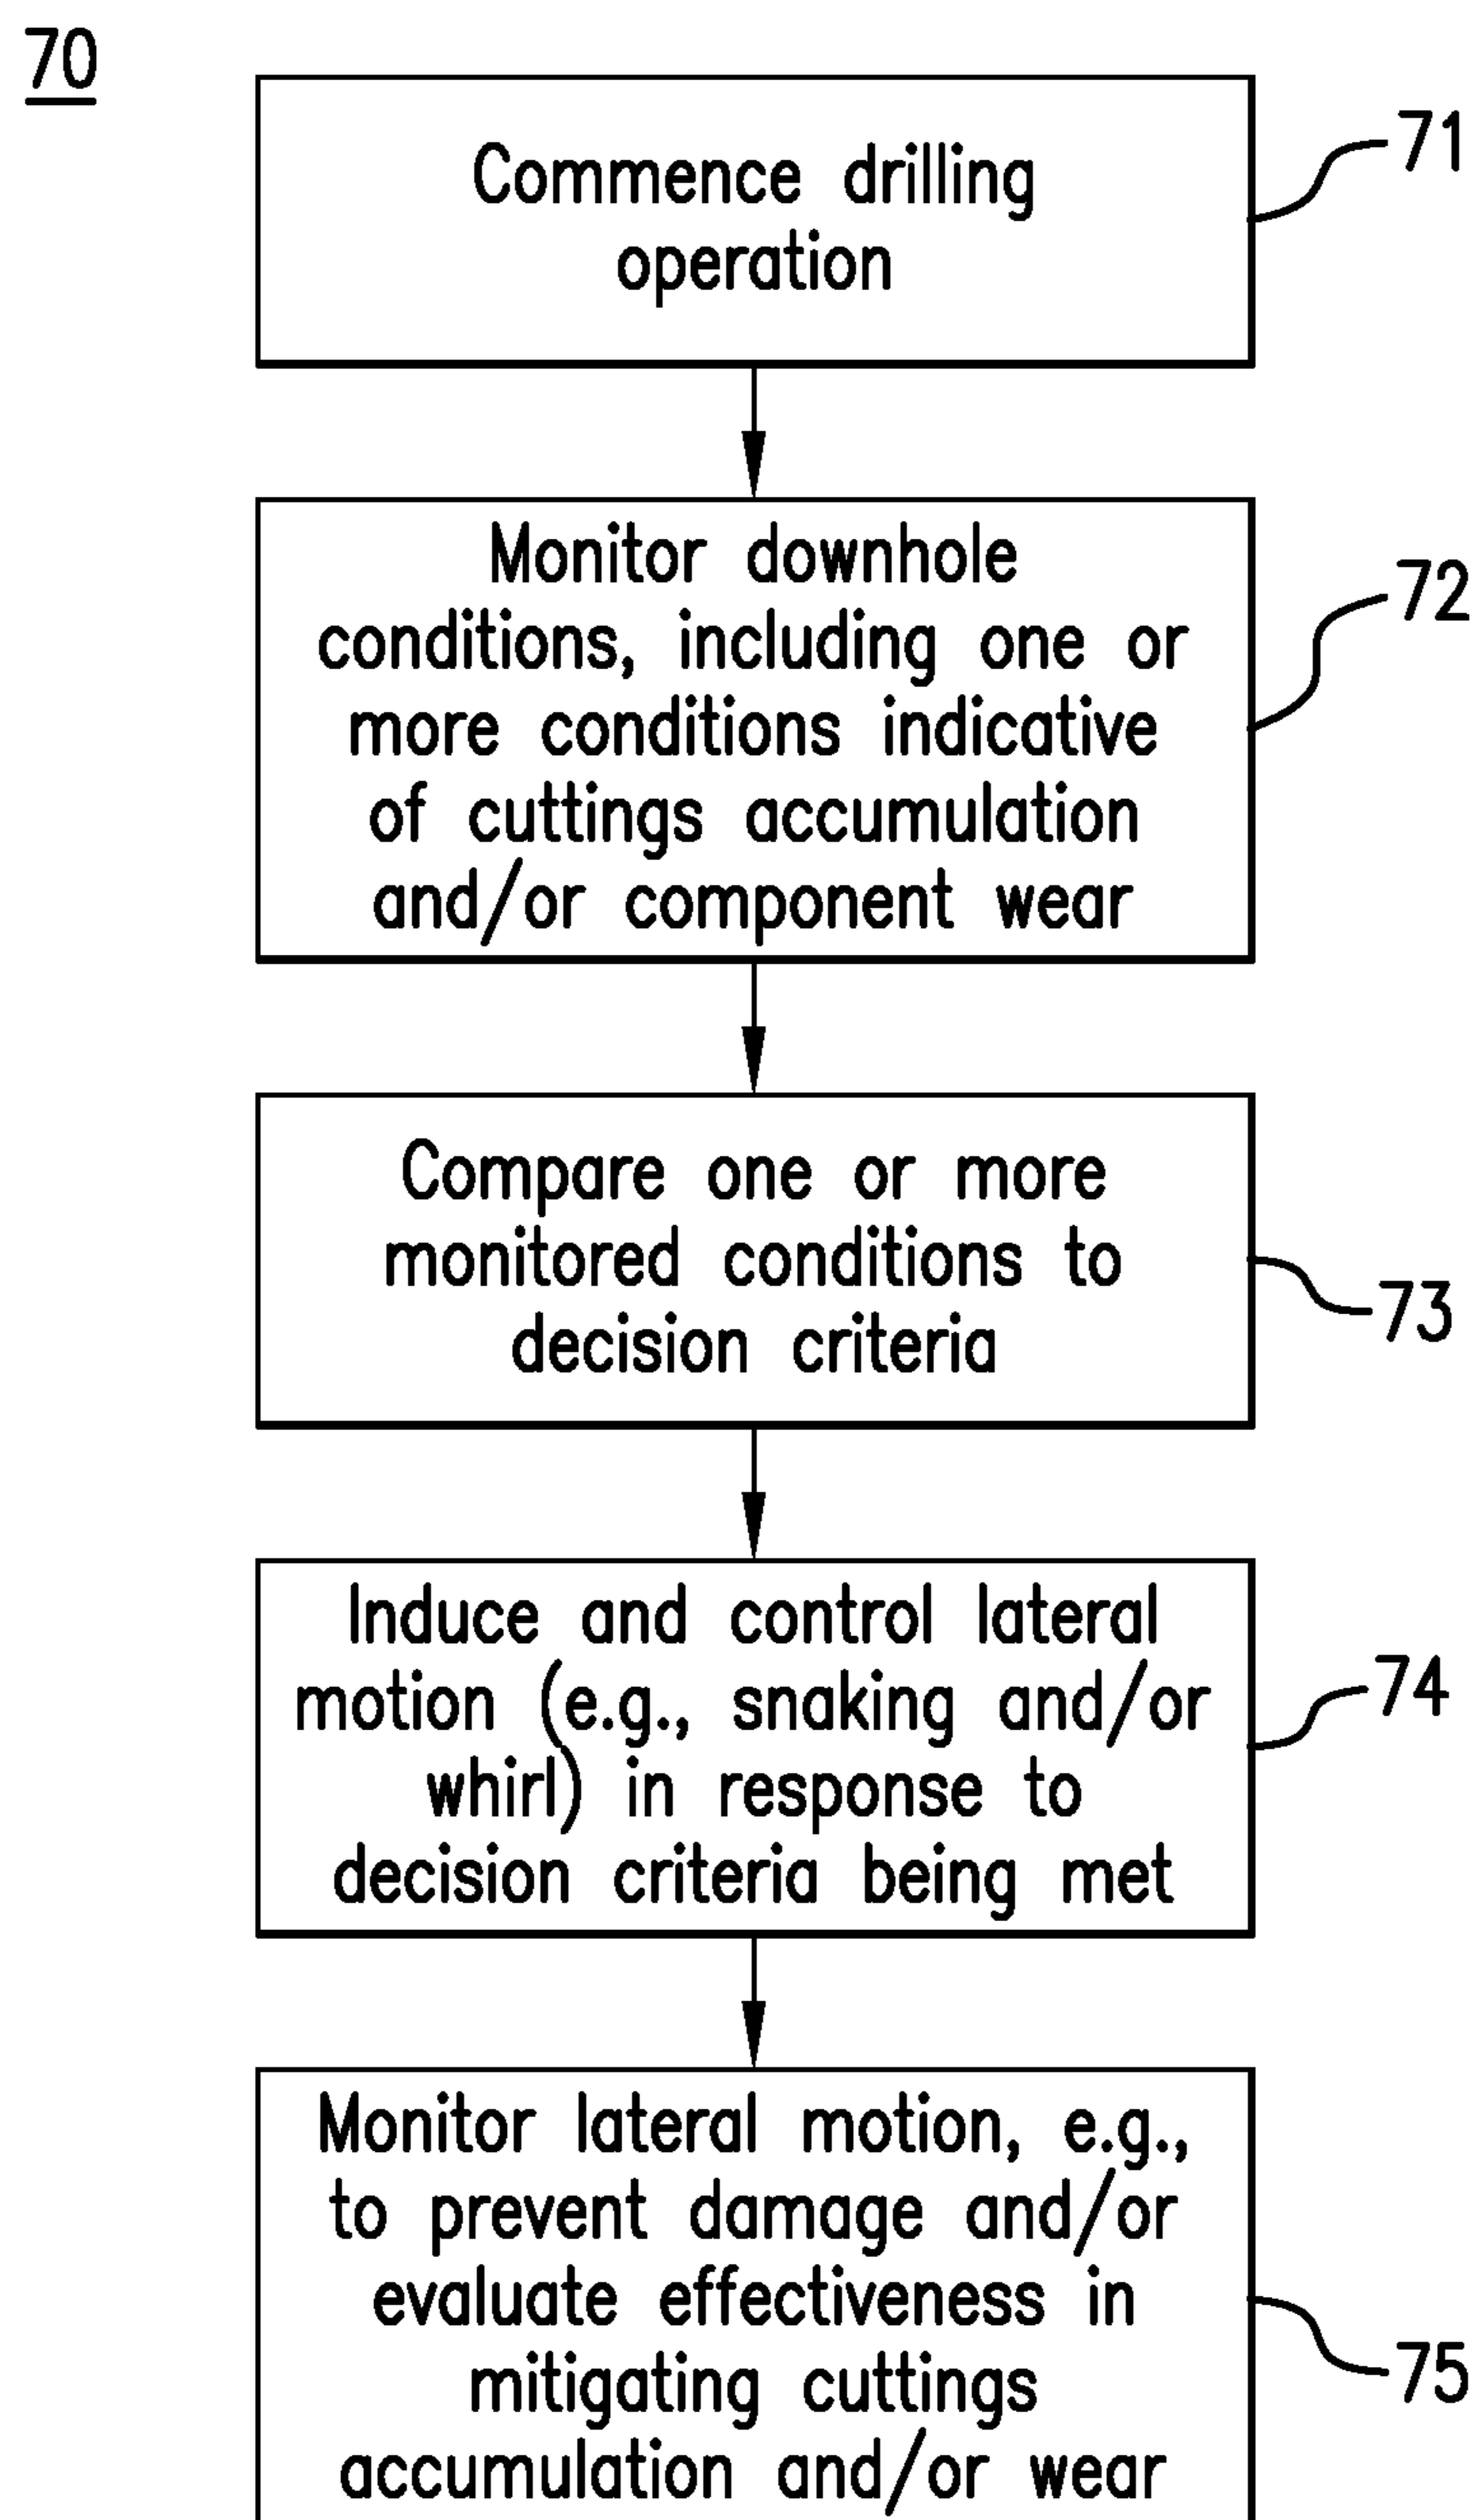 70
Commence drilling
operation
71
Monitor downhole
conditions, including one or
more conditions indicative
of cuttings accumulation
and/or component wear
72
Compare one or more
monitored conditions to
decision criteria
73
Induce and control lateral
motion (e.g., snaking and/or
whirl) in response to
decision criteria being met
74
Monitor lateral motion, e.g.,
to prevent damage and/or
evaluate effectiveness in
mitigating cuttings
accumulation and/or wear
75